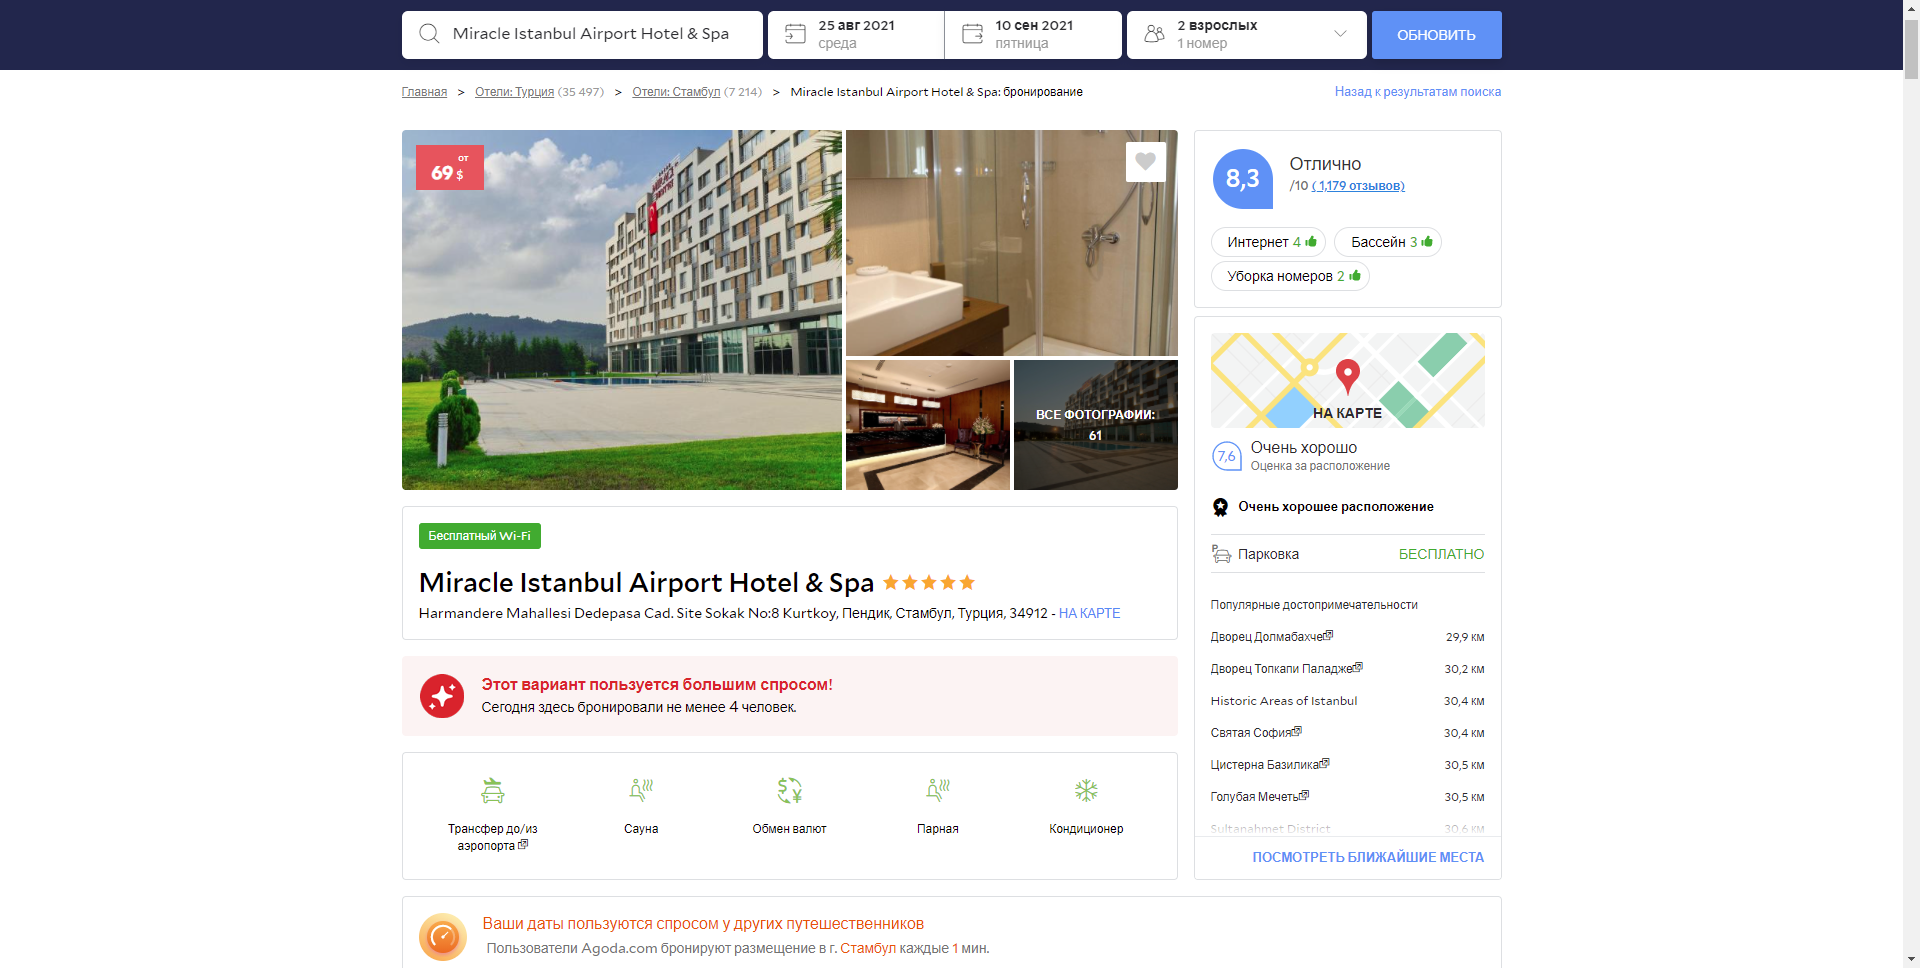 Miracle Istanbul Airport Hotel & Spa
25 авг 2021
среда
10 сен 2021
пятница
2 взрослых
1 номер
ОБНОВИТЬ
Главная > Отели: Турция (35 497) > Отели: Стамбул (7 214) > Miracle Istanbul Airport Hotel & Spa: бронирование
Назад к результатам поиска
от
69 $
ВСЕ ФОТОГРАФИИ:
61
8,3
Отлично
/10 ( 1,179 отзывов)
Интернет 4
Бассейн 3
Уборка номеров 2
НА КАРТЕ
7,6
Очень хорошо
Оценка за расположение
Очень хорошее расположение
P
Парковка
БЕСПЛАТНО
Популярные достопримечательности
Дворец Долмабахче 29,9 км
Дворец Топкапи Паладже 30,2 км
Historic Areas of Istanbul 30,4 км
Святая София 30,4 км
Цистерна Базилика 30,5 км
Голубая Мечеть 30,5 км
Sultanahmet District 30,6 км
ПОСМОТРЕТЬ БЛИЖАЙШИЕ МЕСТА
Бесплатный Wi-Fi
Miracle Istanbul Airport Hotel & Spa
Harmandere Mahallesi Dedepasa Cad. Site Sokak No:8 Kurtkoy, Пендик, Стамбул, Турция, 34912 - НА КАРТЕ
Этот вариант пользуется большим спросом!
Сегодня здесь бронировали не менее 4 человек.
Трансфер до/из
аэропорта
Сауна
Обмен валют
Парная
Кондиционер
Ваши даты пользуются спросом у других путешественников
Пользователи Agoda.com бронируют размещение в г. Стамбул каждые 1 мин.